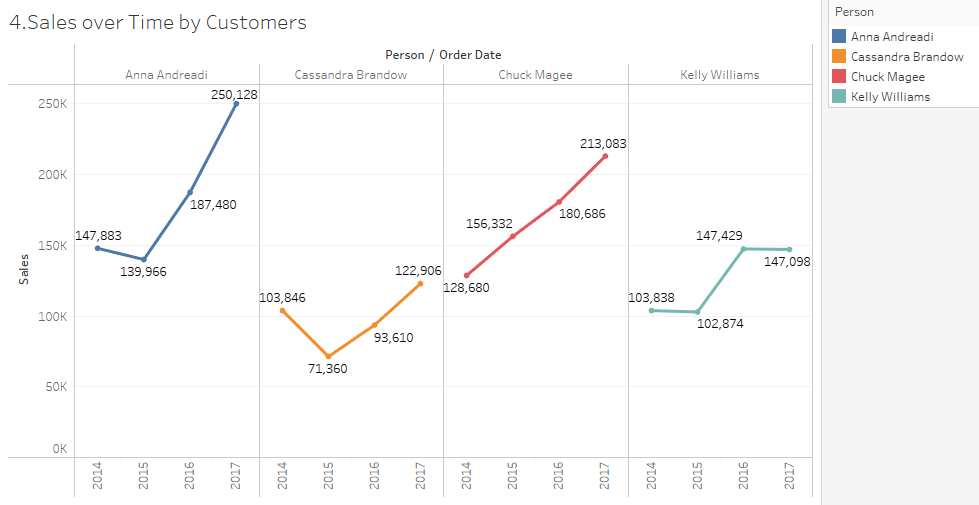 4.Sales over Time by Customers
Person / Order Date
Anna Andreadi
Cassandra Brandow
Chuck Magee
Kelly Williams
Sales
250K
200K
150K
100K
50K
0K
147,883
139,966
187,480
250,128
103,846
71,360
93,610
122,906
128,680
156,332
180,686
213,083
103,838
102,874
147,429
147,098
2014
2015
2016
2017
2014
2015
2016
2017
2014
2015
2016
2017
2014
2015
2016
2017
Person
Anna Andreadi
Cassandra Brandow
Chuck Magee
Kelly Williams